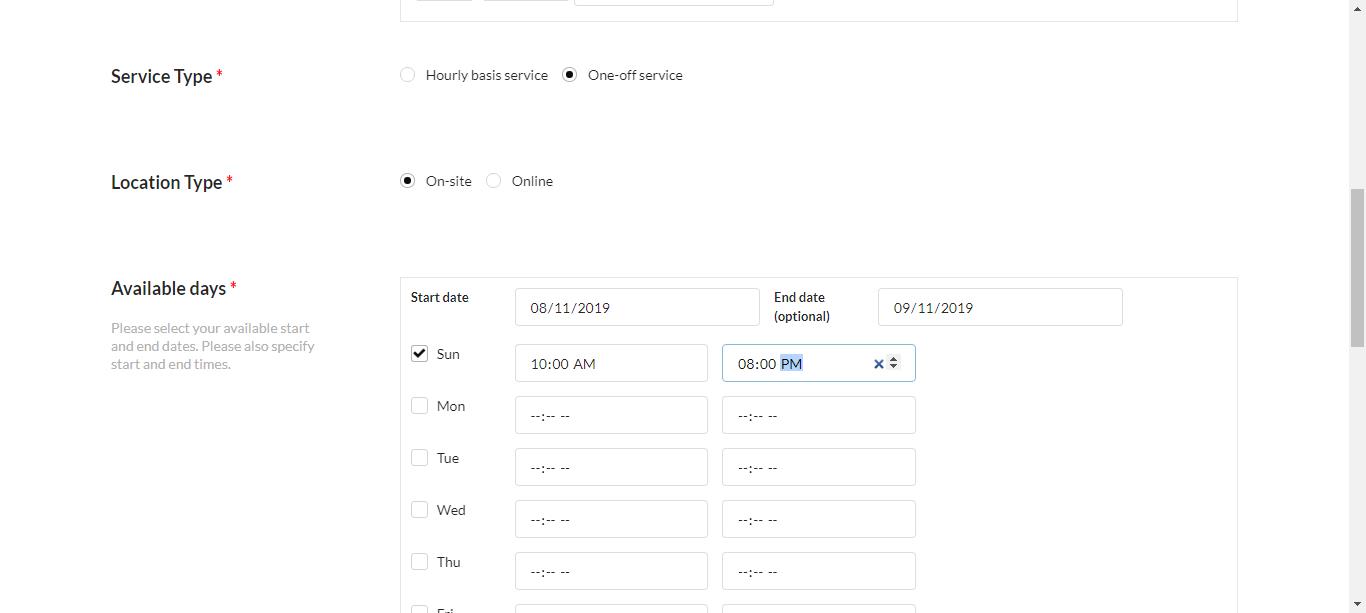 Service Type *
Hourly basis service One-off service
Location Type *
On-site Online
Available days *
Please select your available start
and end dates. Please also specify
start and end times.
Start date 08/11/2019 End date
(optional) 09/11/2019
Sun 10:00 AM 08:00 PM
Mon --:-- -- --:-- --
Tue --:-- -- --:-- --
Wed --:-- -- --:-- --
Thu --:-- -- --:-- --
Fri